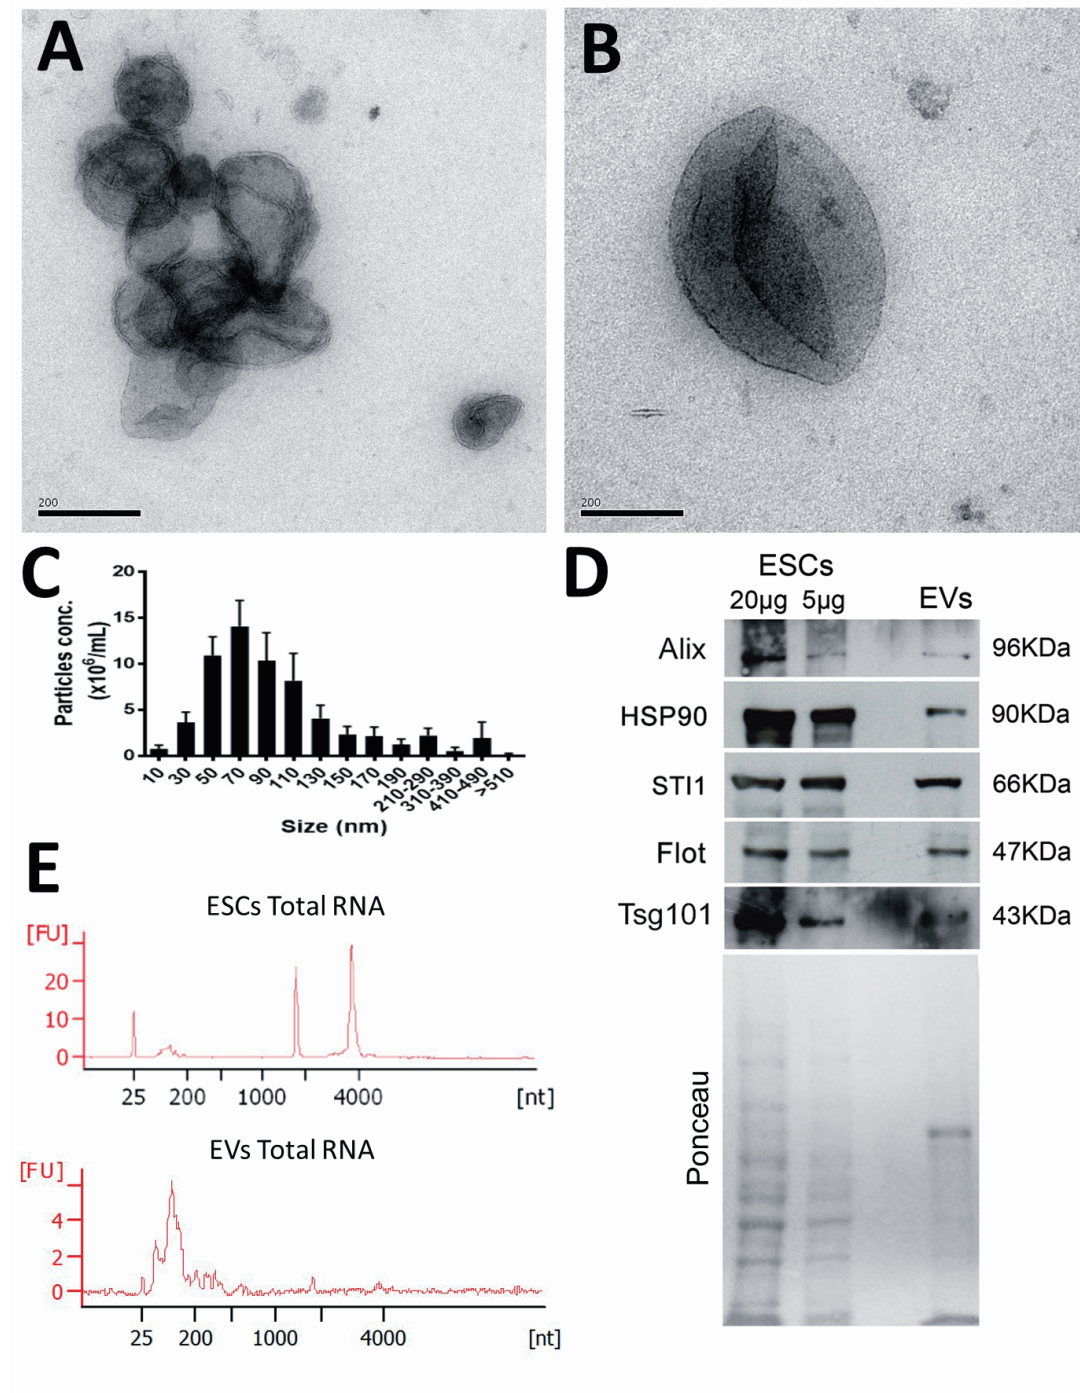 A
200
B
200
C
Particles conc.
(x10⁶/mL)
20
15
10
5
0
10
30
50
70
90
110
130
150
170
190
210-290
310-390
410-490
>510
Size (nm)
D
ESCs
20µg 5µg EVs
Alix 96KDa
HSP90 90KDa
STI1 66KDa
Flot 47KDa
Tsg101 43KDa
Ponceau
E
ESCs Total RNA
[FU]
20
10
0
25 200 1000 4000 [nt]
EVs Total RNA
[FU]
4
2
0
25 200 1000 4000 [nt]